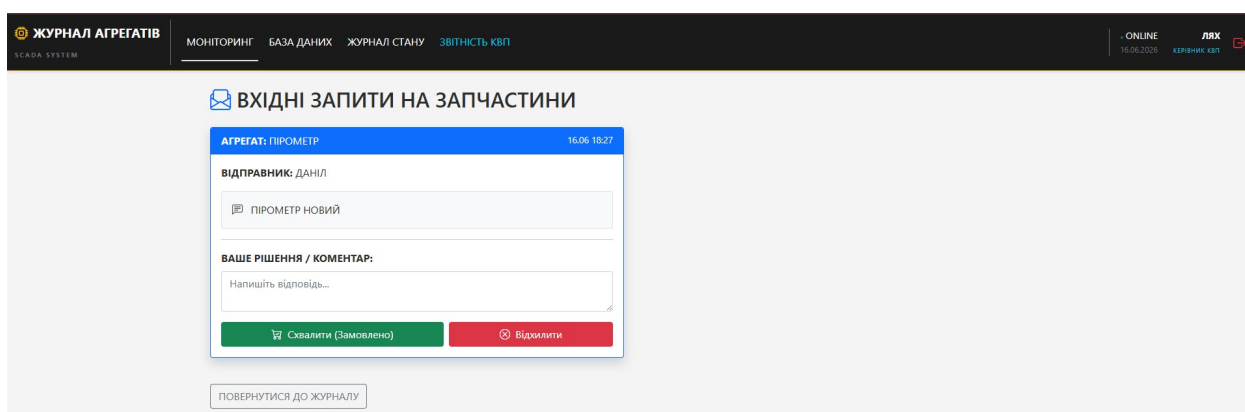 ЖУРНАЛ АГРЕГАТІВ
SCADA SYSTEM
МОНІТОРИНГ БАЗА ДАНИХ ЖУРНАЛ СТАНУ ЗВІТНІСТЬ КВП
ONLINE
16.06.2026
ЛЯХ
КЕРІВНИК КВП
ВХІДНІ ЗАПИТИ НА ЗАПЧАСТИНИ
АГРЕГАТ: ПІРОМЕТР 16.06 18:27
ВІДПРАВНИК: ДАНІЛ
ПІРОМЕТР НОВИЙ
ВАШЕ РІШЕННЯ / КОМЕНТАР:
Напишіть відповідь...
Схвалити (Замовлено) Відхилити
ПОВЕРНУТИСЯ ДО ЖУРНАЛУ